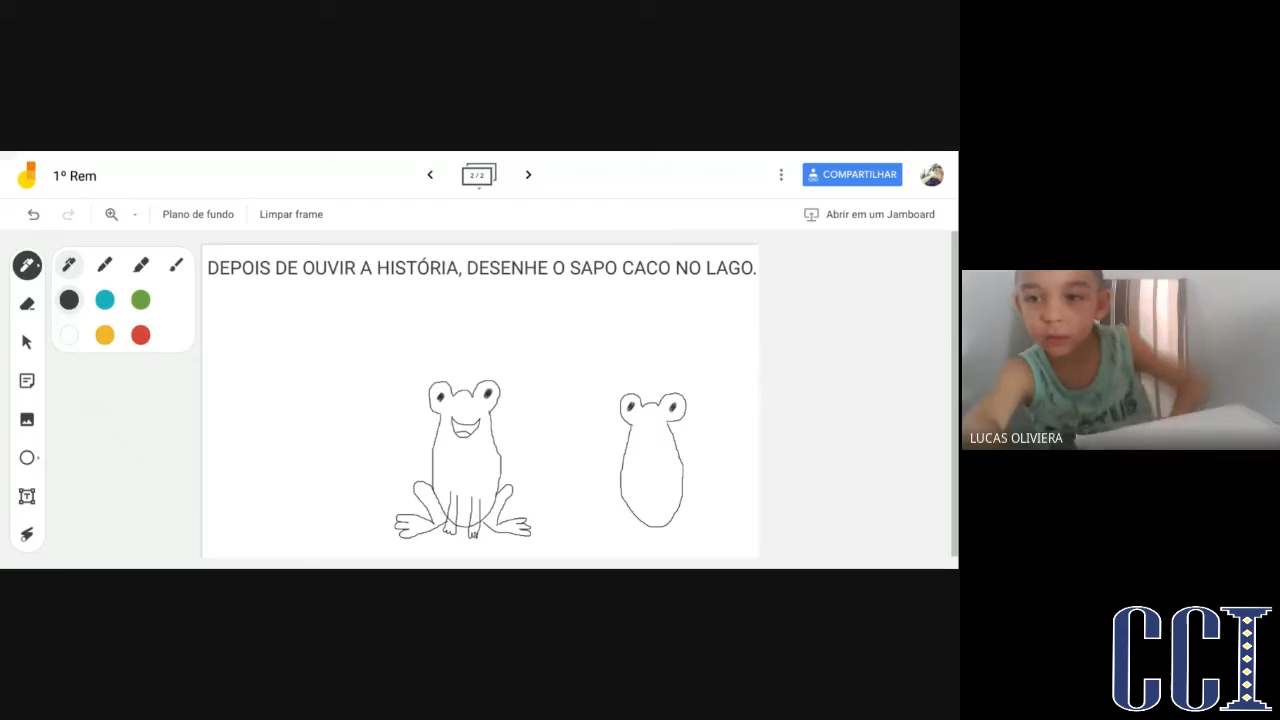 1º Rem
2 / 2
COMPARTILHAR
Plano de fundo
Limpar frame
Abrir em um Jamboard
DEPOIS DE OUVIR A HISTÓRIA, DESENHE O SAPO CACO NO LAGO.
LUCAS OLIVIERA
CCI